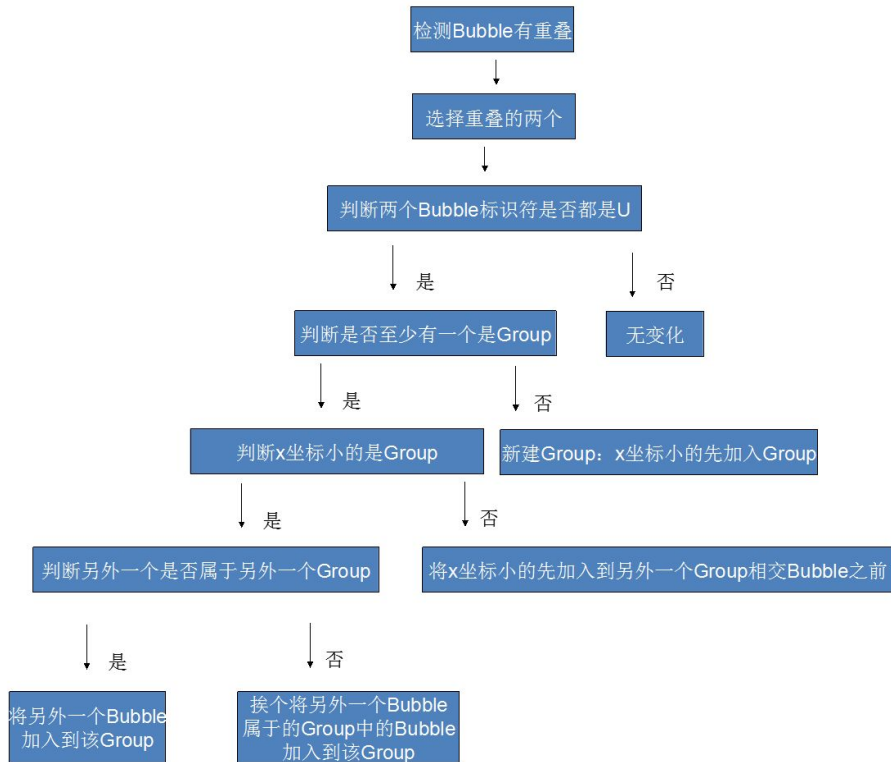 检测Bubble有重叠
选择重叠的两个
判断两个Bubble标识符是否都是U
是
否
判断是否至少有一个是Group
无变化
是
否
判断x坐标小的是Group
新建Group：x坐标小的先加入Group
是
否
判断另外一个是否属于另外一个Group
将x坐标小的先加入到另外一个Group相交Bubble之前
是
否
将另外一个Bubble
加入到该Group
挨个将另外一个Bubble
属于的Group中的Bubble
加入到该Group